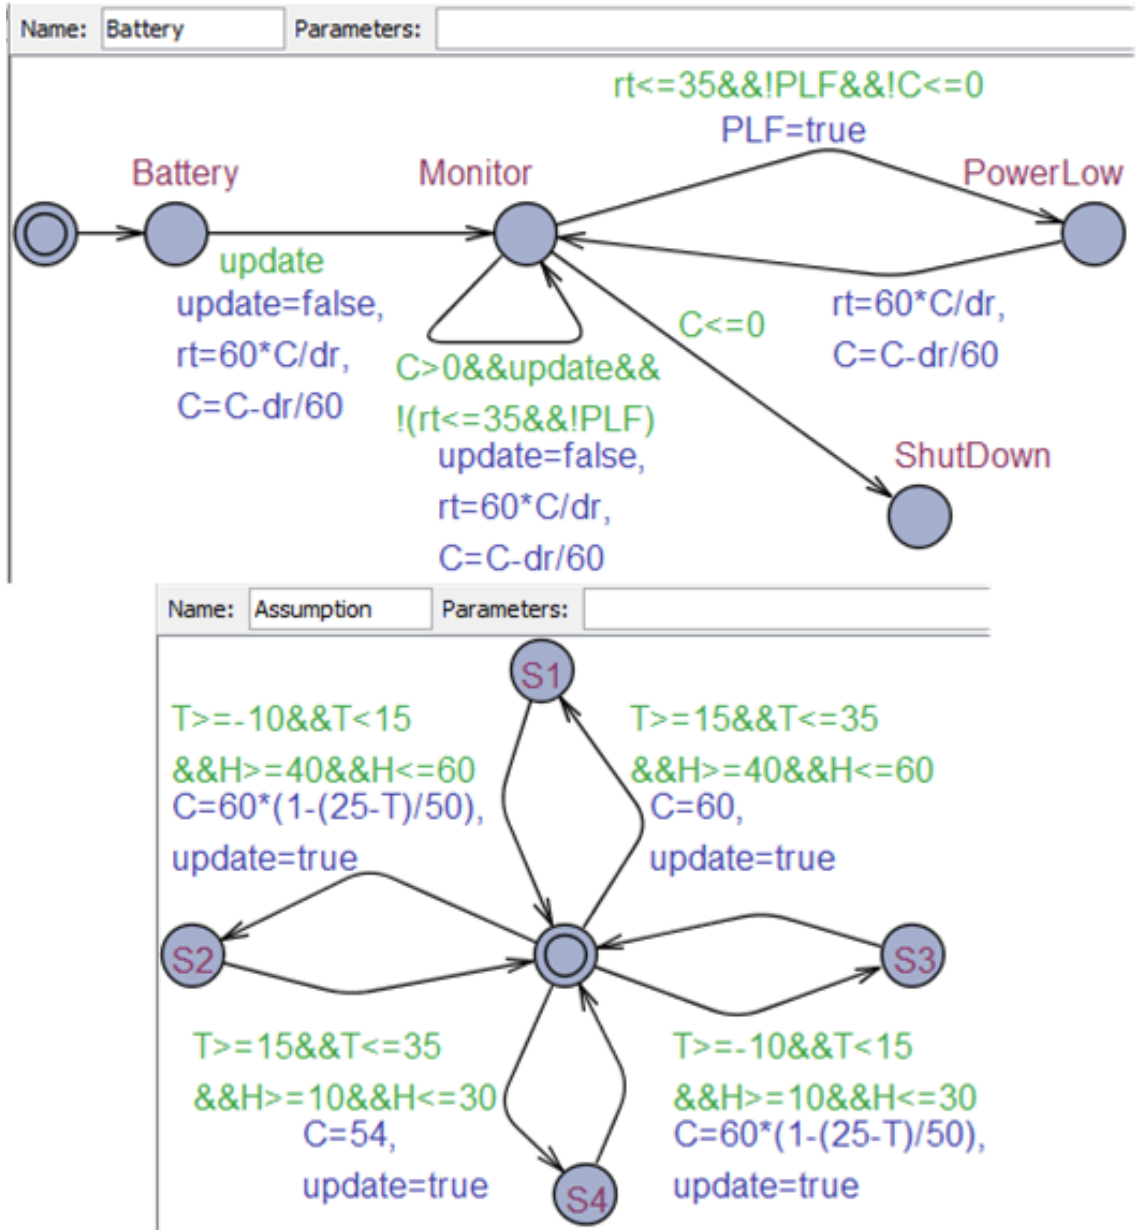 Name: Battery Parameters:
rt<=35&&!PLF&&!C<=0
PLF=true
Battery Monitor PowerLow
update
update=false,
rt=60*C/dr,
C=C-dr/60
C>0&&update&&
!(rt<=35&&!PLF)
update=false,
rt=60*C/dr,
C=C-dr/60
C<=0
rt=60*C/dr,
C=C-dr/60
ShutDown
Name: Assumption Parameters:
S1
T>=-10&&T<15
&&H>=40&&H<=60
C=60*(1-(25-T)/50),
update=true
T>=15&&T<=35
&&H>=40&&H<=60
C=60,
update=true
S2
S3
T>=15&&T<=35
&&H>=10&&H<=30
C=54,
update=true
T>=-10&&T<15
&&H>=10&&H<=30
C=60*(1-(25-T)/50),
update=true
S4